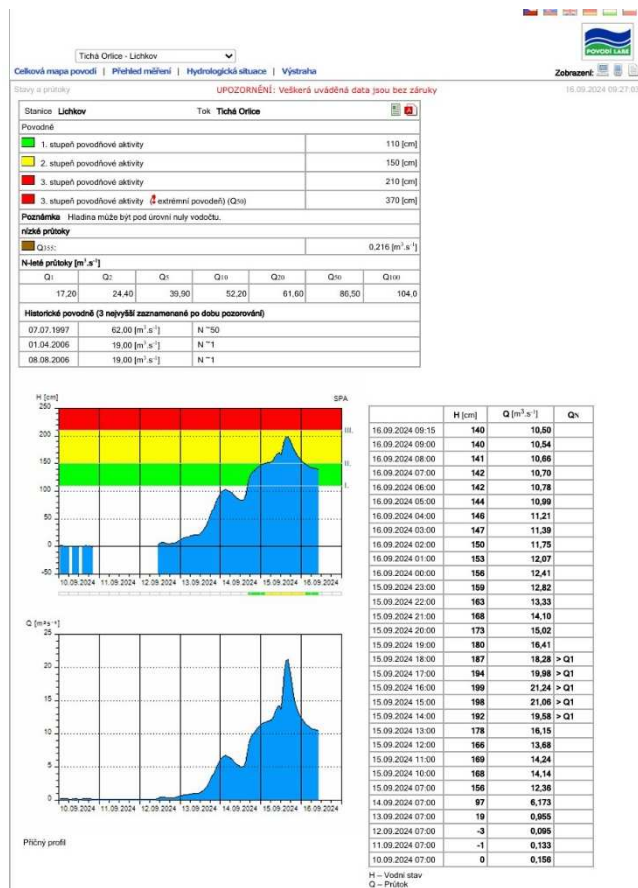 POVODÍ LABE
Tichá Orlice - Lichkov
Celková mapa povodí | Přehled měření | Hydrologická situace | Výstraha
Zobrazení:
Stavy a průtoky
UPOZORNĚNÍ: Veškerá uváděná data jsou bez záruky
16.09.2024 09:27:03
Stanice Lichkov Tok Tichá Orlice
Povodně
1. stupeň povodňové aktivity 110 [cm]
2. stupeň povodňové aktivity 150 [cm]
3. stupeň povodňové aktivity 210 [cm]
3. stupeň povodňové aktivity (extrémní povodeň) (Q50) 370 [cm]
Poznámka Hladina může být pod úrovní nuly vodočtu.
nízké průtoky
Q355: 0,216 [m³.s⁻¹]
N-leté průtoky [m³.s⁻¹]
Q1 Q2 Q5 Q10 Q20 Q50 Q100
17,20 24,40 39,90 52,20 61,60 86,50 104,0
Historické povodně (3 nejvyšší zaznamenané po dobu pozorování)
07.07.1997 62,00 [m³.s⁻¹] N ~50
01.04.2006 19,00 [m³.s⁻¹] N ~1
08.08.2006 19,00 [m³.s⁻¹] N ~1
H [cm] SPA
250
200
150
100
50
0
-50
III.
II.
I.
10.09.2024 11.09.2024 12.09.2024 13.09.2024 14.09.2024 15.09.2024 16.09.2024
Q [m³s⁻¹]
25
20
15
10
5
0
10.09.2024 11.09.2024 12.09.2024 13.09.2024 14.09.2024 15.09.2024 16.09.2024
Příčný profil
H [cm] Q [m³.s⁻¹] QN
16.09.2024 09:15 140 10,50
16.09.2024 09:00 140 10,54
16.09.2024 08:00 141 10,66
16.09.2024 07:00 142 10,70
16.09.2024 06:00 142 10,78
16.09.2024 05:00 144 10,99
16.09.2024 04:00 146 11,21
16.09.2024 03:00 147 11,39
16.09.2024 02:00 150 11,75
16.09.2024 01:00 153 12,07
16.09.2024 00:00 156 12,41
15.09.2024 23:00 159 12,82
15.09.2024 22:00 163 13,33
15.09.2024 21:00 168 14,10
15.09.2024 20:00 173 15,02
15.09.2024 19:00 180 16,41
15.09.2024 18:00 187 18,28 > Q1
15.09.2024 17:00 194 19,98 > Q1
15.09.2024 16:00 199 21,24 > Q1
15.09.2024 15:00 198 21,06 > Q1
15.09.2024 14:00 192 19,58 > Q1
15.09.2024 13:00 178 16,15
15.09.2024 12:00 166 13,68
15.09.2024 11:00 169 14,24
15.09.2024 10:00 168 14,14
15.09.2024 07:00 156 12,36
14.09.2024 07:00 97 6,173
13.09.2024 07:00 19 0,955
12.09.2024 07:00 -3 0,095
11.09.2024 07:00 -1 0,133
10.09.2024 07:00 0 0,156
H – Vodní stav
Q – Průtok